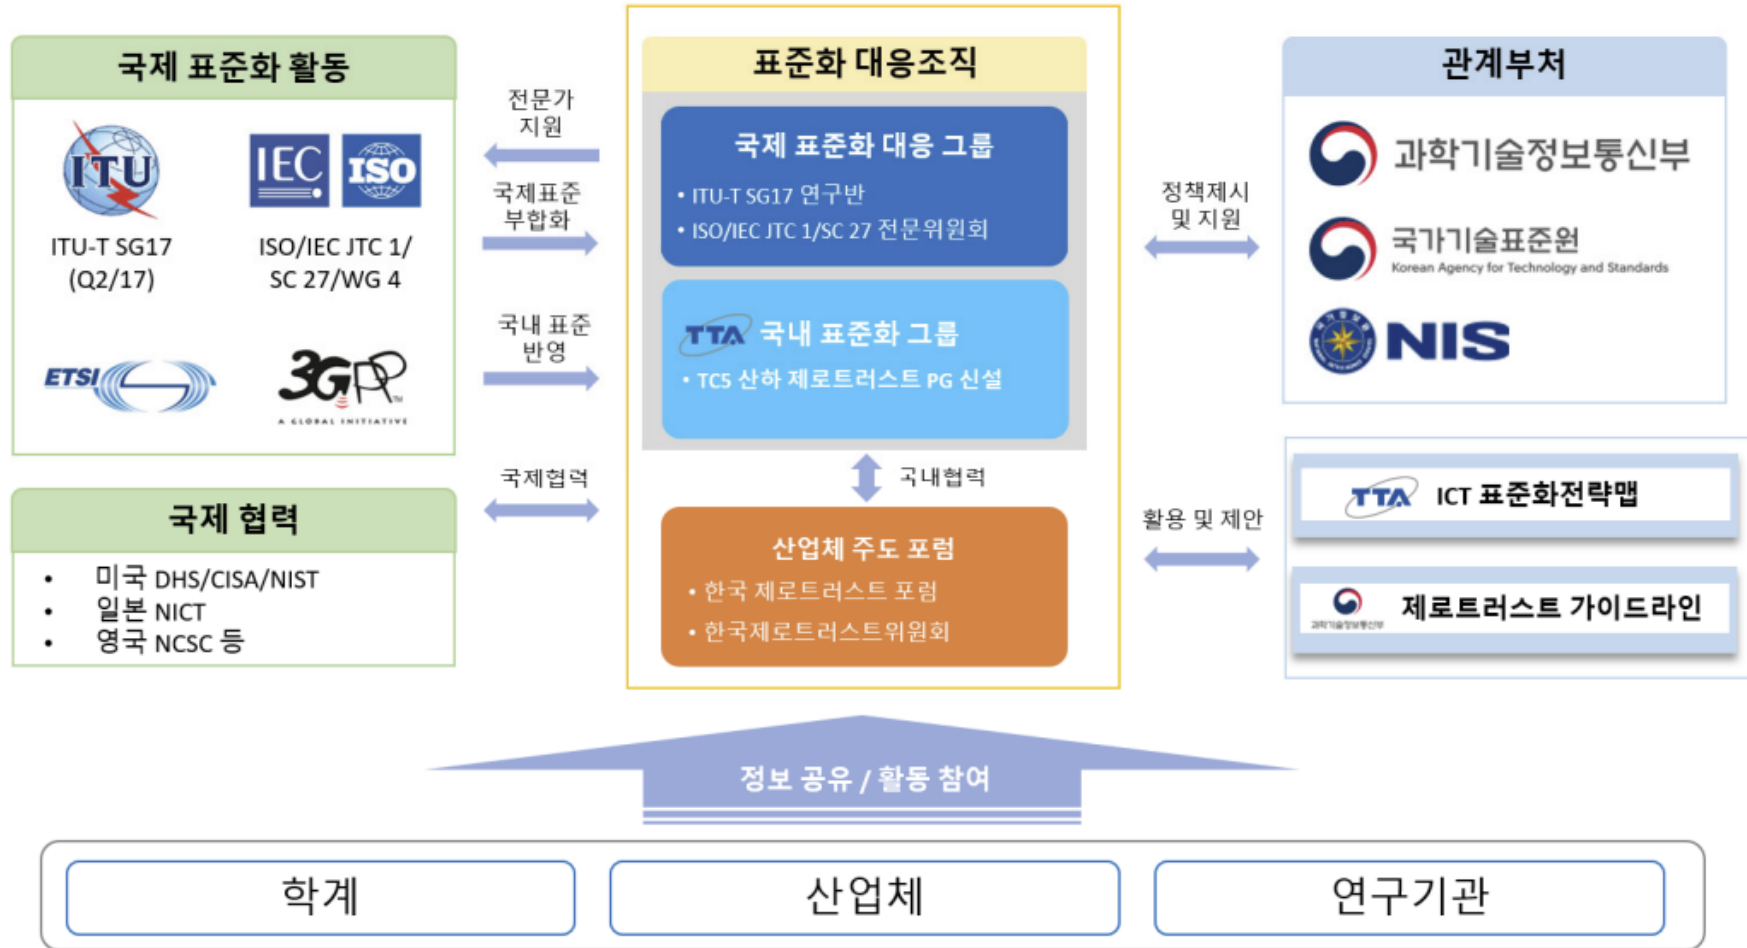 국제 표준화 활동
ITU
IEC
ISO
ITU-T SG17
(Q2/17)
ISO/IEC JTC 1/
SC 27/WG 4
ETSI
3GPP
TM
A GLOBAL INITIATIVE
국제 협력
• 미국 DHS/CISA/NIST
• 일본 NICT
• 영국 NCSC 등
전문가
지원
국제표준
부합화
국내 표준
반영
국제협력
표준화 대응조직
국제 표준화 대응 그룹
• ITU-T SG17 연구반
• ISO/IEC JTC 1/SC 27 전문위원회
TTA 국내 표준화 그룹
• TC5 산하 제로트러스트 PG 신설
국내협력
산업체 주도 포럼
• 한국 제로트러스트 포럼
• 한국제로트러스트위원회
정책제시
및 지원
활용 및 제안
관계부처
과학기술정보통신부
국가기술표준원
Korean Agency for Technology and Standards
NIS
TTA ICT 표준화전략맵
과학기술정보통신부
제로트러스트 가이드라인
정보 공유 / 활동 참여
학계
산업체
연구기관